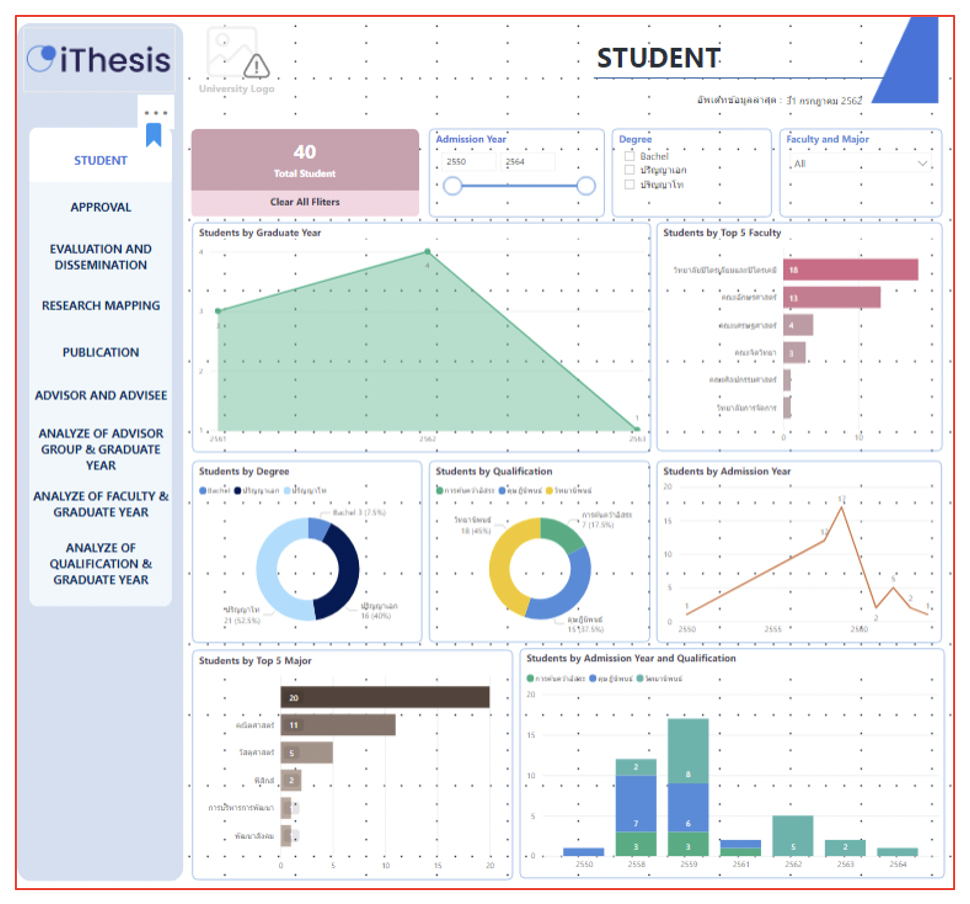 iThesis
University Logo
STUDENT
อัพเดทข้อมูลล่าสุด : 31 กรกฎาคม 2562
STUDENT
APPROVAL
EVALUATION AND
DISSEMINATION
RESEARCH MAPPING
PUBLICATION
ADVISOR AND ADVISEE
ANALYZE OF ADVISOR
GROUP & GRADUATE
YEAR
ANALYZE OF FACULTY &
GRADUATE YEAR
ANALYZE OF
QUALIFICATION &
GRADUATE YEAR
40
Total Student
Clear All Fliters
Admission Year
2550 2564
Degree
Bachel
ปริญญาเอก
ปริญญาโท
Faculty and Major
All
Students by Graduate Year
4
3
2
1
3
4
1
2561 2562 2563
Students by Top 5 Faculty
วิทยาลัยปิโตรเลียมและปิโตรเคมี 18
คณะอักษรศาสตร์ 13
คณะเศรษฐศาสตร์ 4
คณะจิตวิทยา 3
คณะศิลปกรรมศาสตร์
วิทยาลัยการจัดการ
0 10
Students by Degree
Bachel ปริญญาเอก ปริญญาโท
Bachel 3 (7.5%)
ปริญญาโท
21 (52.5%)
ปริญญาเอก
16 (40%)
Students by Qualification
การค้นคว้าอิสระ ดุษฎีนิพนธ์ วิทยานิพนธ์
วิทยานิพนธ์
18 (45%)
การค้นคว้าอิสระ
7 (17.5%)
ดุษฎีนิพนธ์
15 (37.5%)
Students by Admission Year
20
15
10
5
0
1
12
17
2
5
2
1
2550 2555 2560
Students by Top 5 Major
20
คณิตศาสตร์ 11
วัสดุศาสตร์ 5
ฟิสิกส์ 2
การบริหารการพัฒนา
พัฒนาสังคม
0 5 10 15 20
Students by Admission Year and Qualification
การค้นคว้าอิสระ ดุษฎีนิพนธ์ วิทยานิพนธ์
20
15
10
5
0
2 8
7 6
3 3 5 2
2550 2558 2559 2561 2562 2563 2564